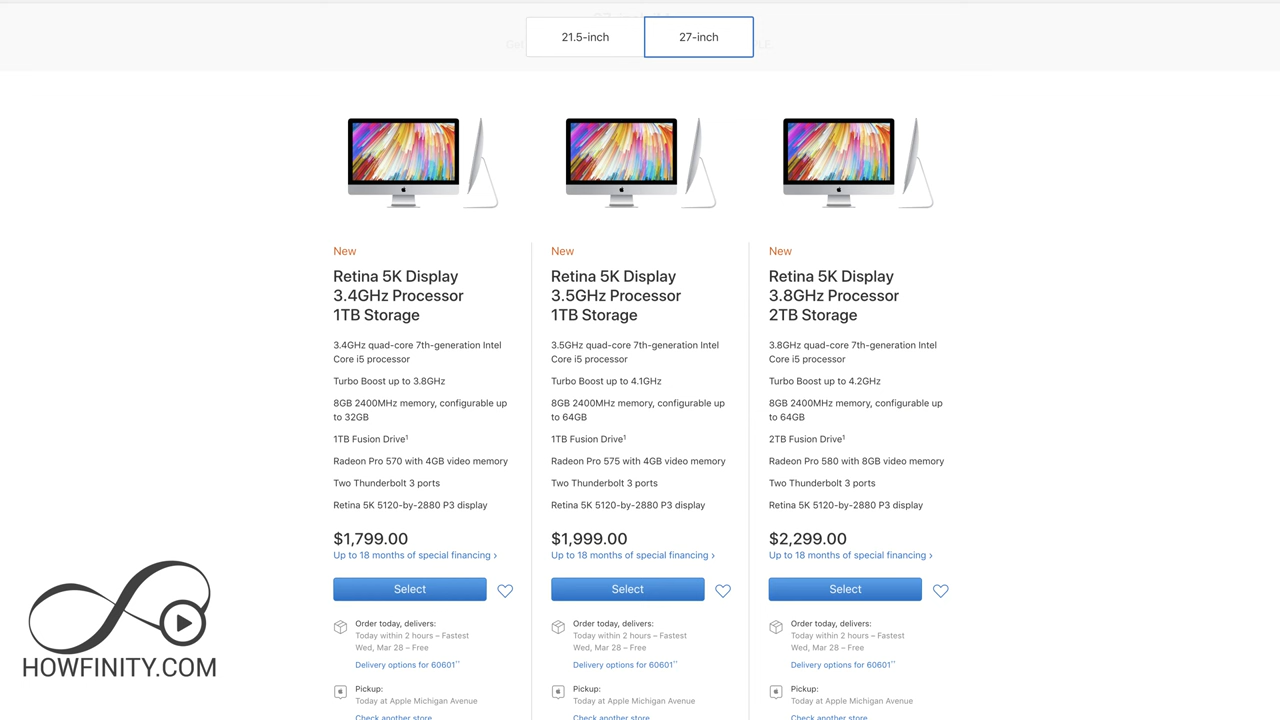 21.5-inch
27-inch
New
Retina 5K Display
3.4GHz Processor
1TB Storage
3.4GHz quad-core 7th-generation Intel
Core i5 processor
Turbo Boost up to 3.8GHz
8GB 2400MHz memory, configurable up
to 32GB
1TB Fusion Drive¹
Radeon Pro 570 with 4GB video memory
Two Thunderbolt 3 ports
Retina 5K 5120-by-2880 P3 display
$1,799.00
Up to 18 months of special financing ›
Select
Order today, delivers:
Today within 2 hours – Fastest
Wed, Mar 28 – Free
Delivery options for 60601††
Pickup:
Today at Apple Michigan Avenue
Check another store
New
Retina 5K Display
3.5GHz Processor
1TB Storage
3.5GHz quad-core 7th-generation Intel
Core i5 processor
Turbo Boost up to 4.1GHz
8GB 2400MHz memory, configurable up
to 64GB
1TB Fusion Drive¹
Radeon Pro 575 with 4GB video memory
Two Thunderbolt 3 ports
Retina 5K 5120-by-2880 P3 display
$1,999.00
Up to 18 months of special financing ›
Select
Order today, delivers:
Today within 2 hours – Fastest
Wed, Mar 28 – Free
Delivery options for 60601††
Pickup:
Today at Apple Michigan Avenue
Check another store
New
Retina 5K Display
3.8GHz Processor
2TB Storage
3.8GHz quad-core 7th-generation Intel
Core i5 processor
Turbo Boost up to 4.2GHz
8GB 2400MHz memory, configurable up
to 64GB
2TB Fusion Drive¹
Radeon Pro 580 with 8GB video memory
Two Thunderbolt 3 ports
Retina 5K 5120-by-2880 P3 display
$2,299.00
Up to 18 months of special financing ›
Select
Order today, delivers:
Today within 2 hours – Fastest
Wed, Mar 28 – Free
Delivery options for 60601††
Pickup:
Today at Apple Michigan Avenue
Check another store
HOWFINITY.COM